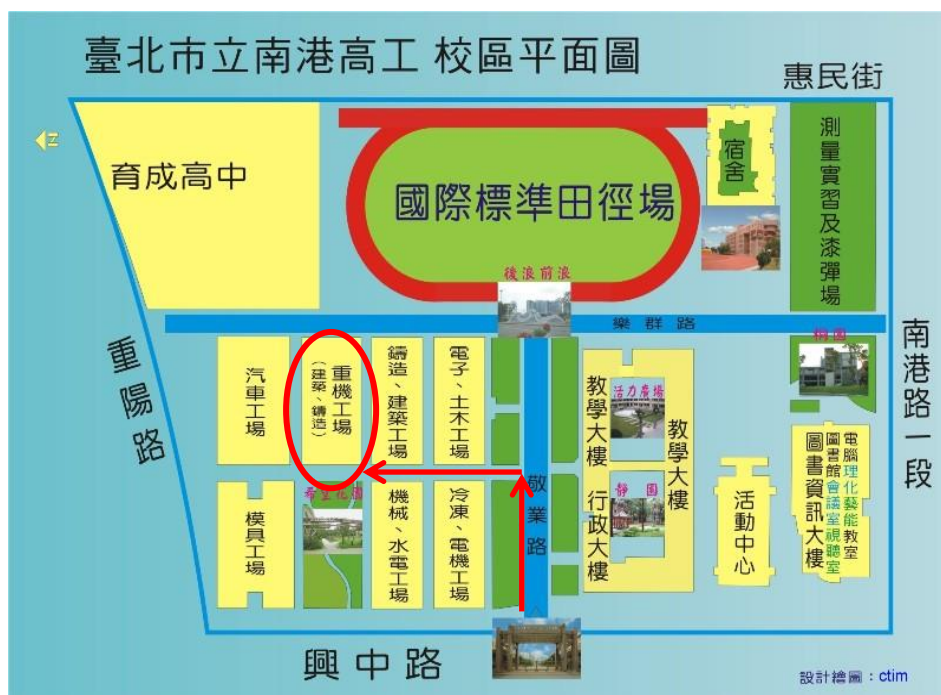 臺北市立南港高工 校區平面圖
惠民街
N
育成高中
國際標準田徑場
宿舍
測量實習及漆彈場
後浪前浪
樂群路
重陽路
南港路一段
汽車工場
重機工場
(建築、鑄造)
鑄造、建築工場
電子、土木工場
敬業路
教學大樓
活力廣場
教學大樓
桐園
模具工場
希望花園
機械、水電工場
冷凍、電機工場
行政大樓
靜園
活動中心
電腦理化藝能教室
圖書館會議室視聽室
圖書資訊大樓
興中路
設計繪圖：ctim